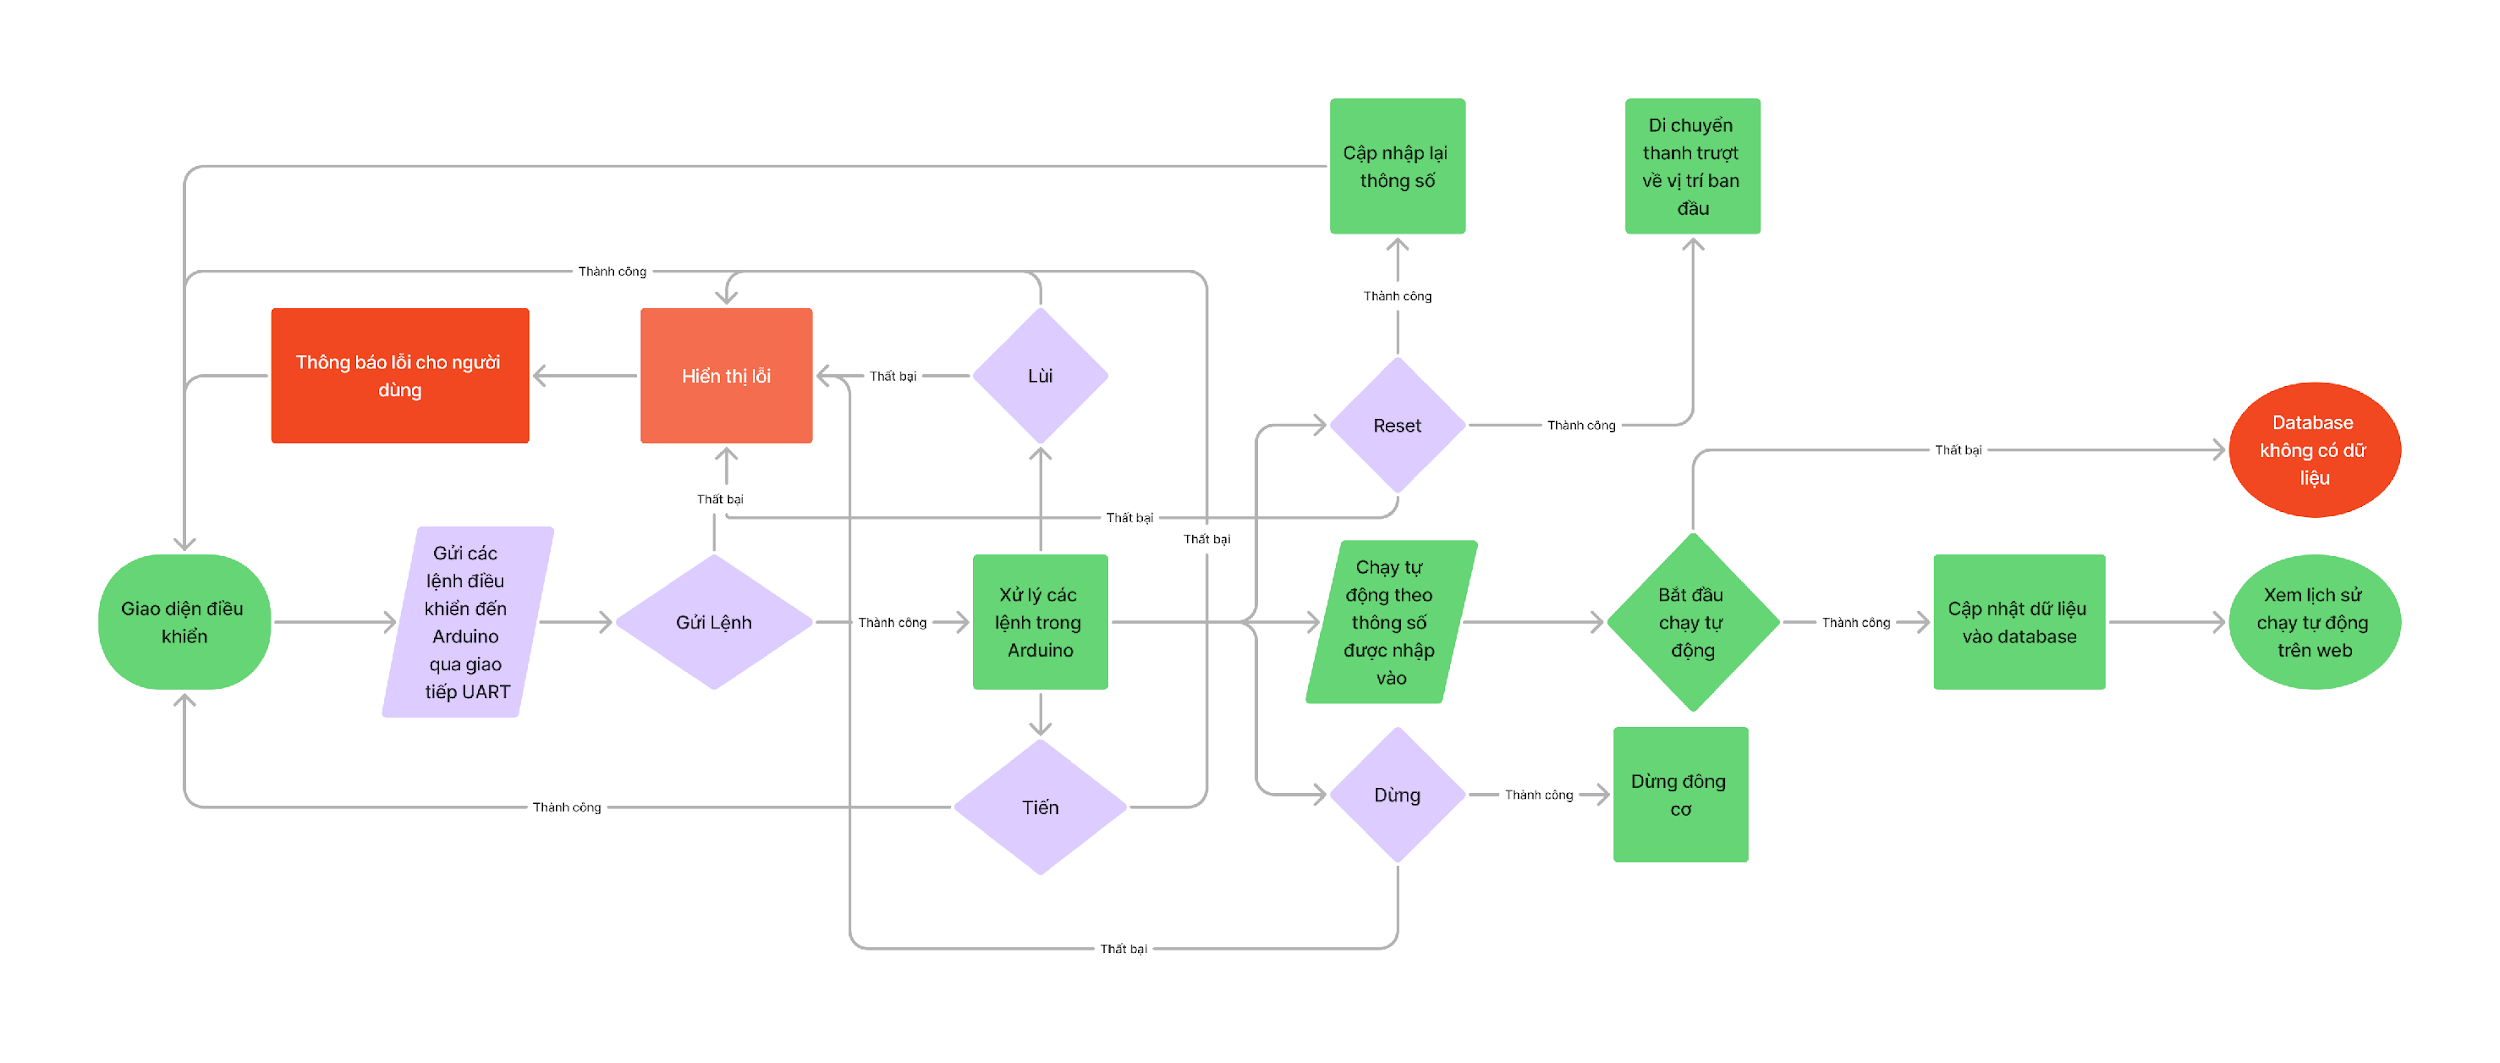 Cập nhập lại
thông số
Di chuyển
thanh trượt
về vị trí ban
đầu
Thành công
Thành công
Thông báo lỗi cho người
dùng
Hiển thị lỗi
Thất bại
Lùi
Reset
Thành công
Thất bại
Database
không có dữ
liệu
Thất bại
Thất bại
Thất bại
Giao diện điều
khiển
Gửi các
lệnh điều
khiển đến
Arduino
qua giao
tiếp UART
Gửi Lệnh
Thành công
Xử lý các
lệnh trong
Arduino
Chạy tự
động theo
thông số
được nhập
vào
Bắt đầu
chạy tự
động
Thành công
Cập nhật dữ liệu
vào database
Xem lịch sử
chạy tự động
trên web
Thành công
Tiến
Dừng
Thành công
Dừng đông
cơ
Thất bại